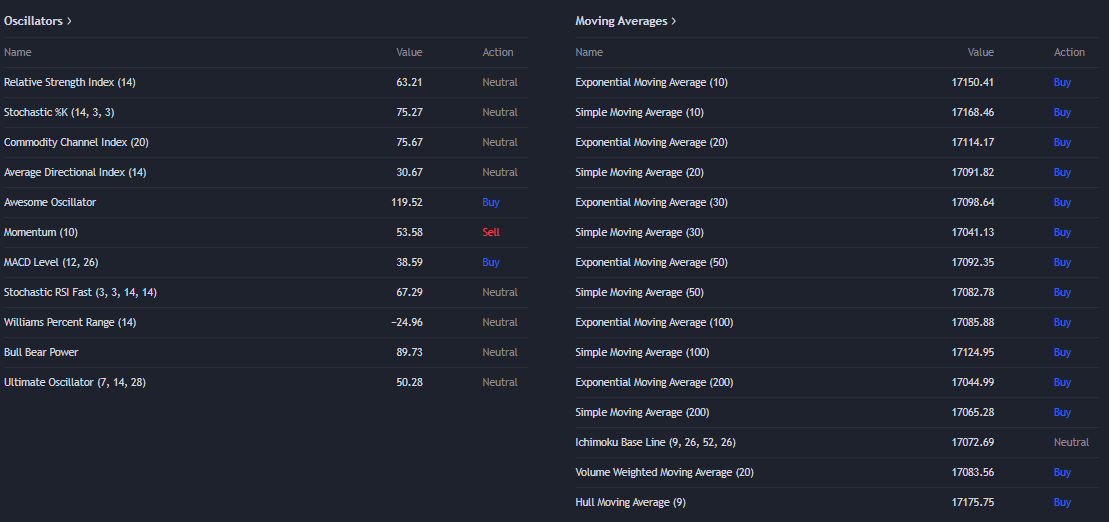 Oscillators >
Name Value Action
Relative Strength Index (14) 63.21 Neutral
Stochastic %K (14, 3, 3) 75.27 Neutral
Commodity Channel Index (20) 75.67 Neutral
Average Directional Index (14) 30.67 Neutral
Awesome Oscillator 119.52 Buy
Momentum (10) 53.58 Sell
MACD Level (12, 26) 38.59 Buy
Stochastic RSI Fast (3, 3, 14, 14) 67.29 Neutral
Williams Percent Range (14) −24.96 Neutral
Bull Bear Power 89.73 Neutral
Ultimate Oscillator (7, 14, 28) 50.28 Neutral
Moving Averages >
Name Value Action
Exponential Moving Average (10) 17150.41 Buy
Simple Moving Average (10) 17168.46 Buy
Exponential Moving Average (20) 17114.17 Buy
Simple Moving Average (20) 17091.82 Buy
Exponential Moving Average (30) 17098.64 Buy
Simple Moving Average (30) 17041.13 Buy
Exponential Moving Average (50) 17092.35 Buy
Simple Moving Average (50) 17082.78 Buy
Exponential Moving Average (100) 17085.88 Buy
Simple Moving Average (100) 17124.95 Buy
Exponential Moving Average (200) 17044.99 Buy
Simple Moving Average (200) 17065.28 Buy
Ichimoku Base Line (9, 26, 52, 26) 17072.69 Neutral
Volume Weighted Moving Average (20) 17083.56 Buy
Hull Moving Average (9) 17175.75 Buy